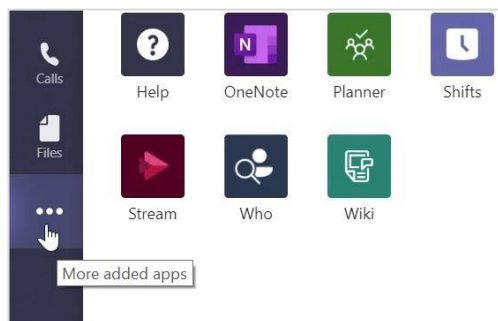 Calls
Files
...
More added apps
?
Help
N
OneNote
Planner
Shifts
Stream
Who
Wiki